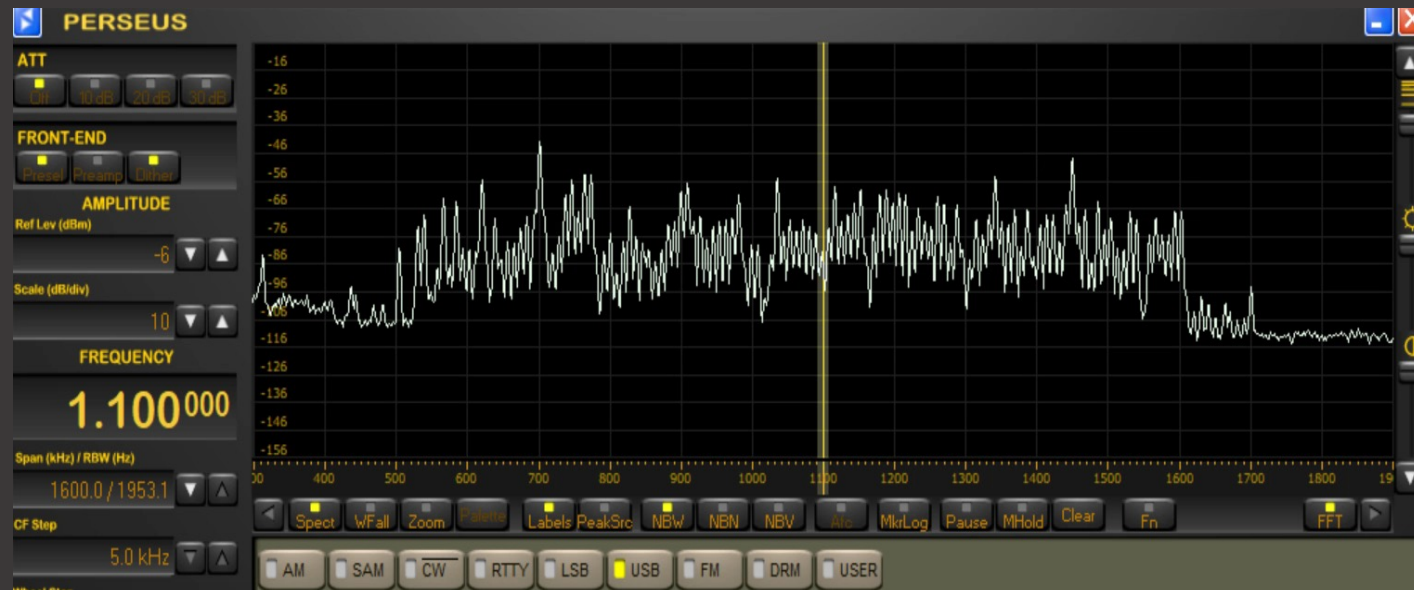 PERSEUS
ATT
Off 10 dB 20 dB 30 dB
FRONT-END
Presel Preamp Dither
AMPLITUDE
Ref Lev (dBm)
-6
Scale (dB/div)
10
FREQUENCY
1.100 000
Span (kHz) / RBW (Hz)
1600.0 / 1953.1
CF Step
5.0 kHz
-16
-26
-36
-46
-56
-66
-76
-86
-96
-106
-116
-126
-136
-146
-156
00 400 500 600 700 800 900 1000 1100 1200 1300 1400 1500 1600 1700 1800 19
Spect WFall Zoom Palette Labels PeakSrc NBW NBN NBV MkrLog Pause MHold Clear Fn FFT
AM SAM CW RTTY LSB USB FM DRM USER